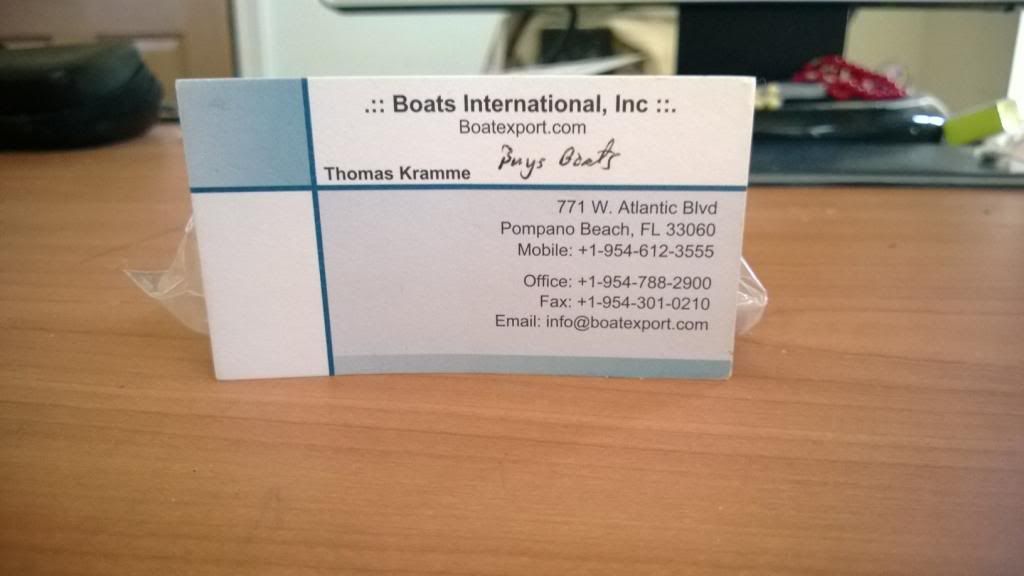 .:: Boats International, Inc ::.
Boatexport.com
Buys Boats
Thomas Kramme
771 W. Atlantic Blvd
Pompano Beach, FL 33060
Mobile: +1-954-612-3555
Office: +1-954-788-2900
Fax: +1-954-301-0210
Email: info@boatexport.com